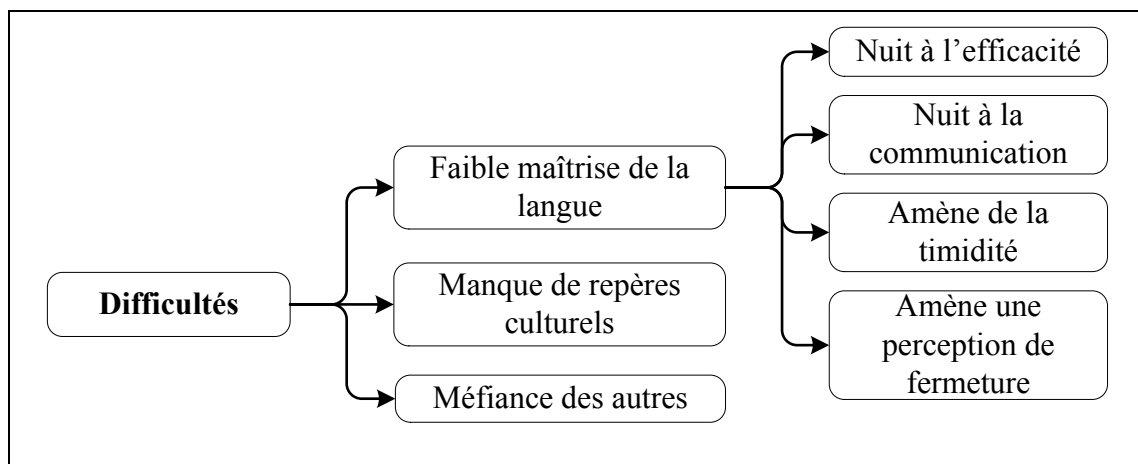 Difficultés
Faible maîtrise de la
langue
Manque de repères
culturels
Méfiance des autres
Nuit à l’efficacité
Nuit à la
communication
Amène de la
timidité
Amène une
perception de
fermeture